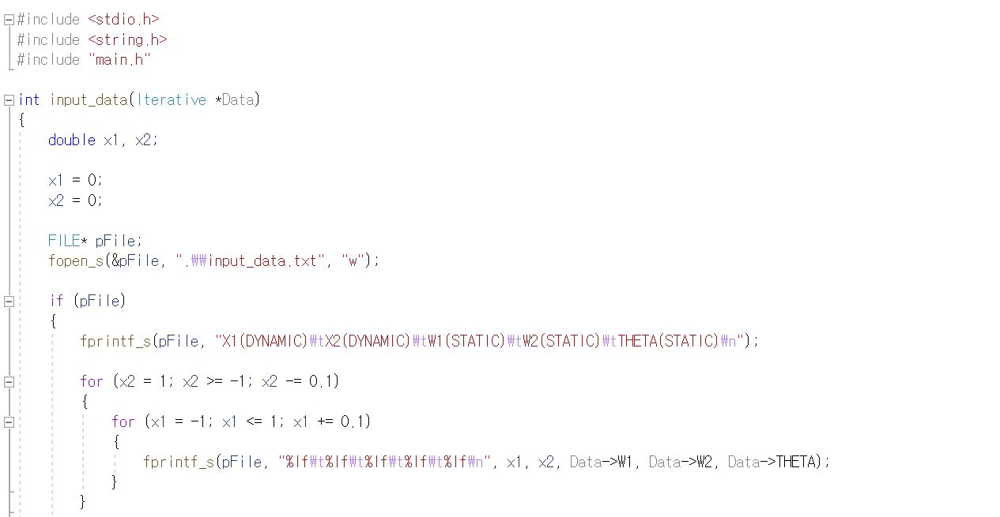 #include <stdio.h>
#include <string.h>
#include "main.h"
int input_data(Iterative *Data)
{
double x1, x2;
x1 = 0;
x2 = 0;
FILE* pFile;
fopen_s(&pFile, ".₩₩input_data.txt", "w");
if (pFile)
{
fprintf_s(pFile, "X1(DYNAMIC)₩tX2(DYNAMIC)₩tW1(STATIC)₩tW2(STATIC)₩tTHETA(STATIC)₩n");
for (x2 = 1; x2 >= -1; x2 -= 0.1)
{
for (x1 = -1; x1 <= 1; x1 += 0.1)
{
fprintf_s(pFile, "%lf₩t%lf₩t%lf₩t%lf₩t%lf₩n", x1, x2, Data->W1, Data->W2, Data->THETA);
}
}